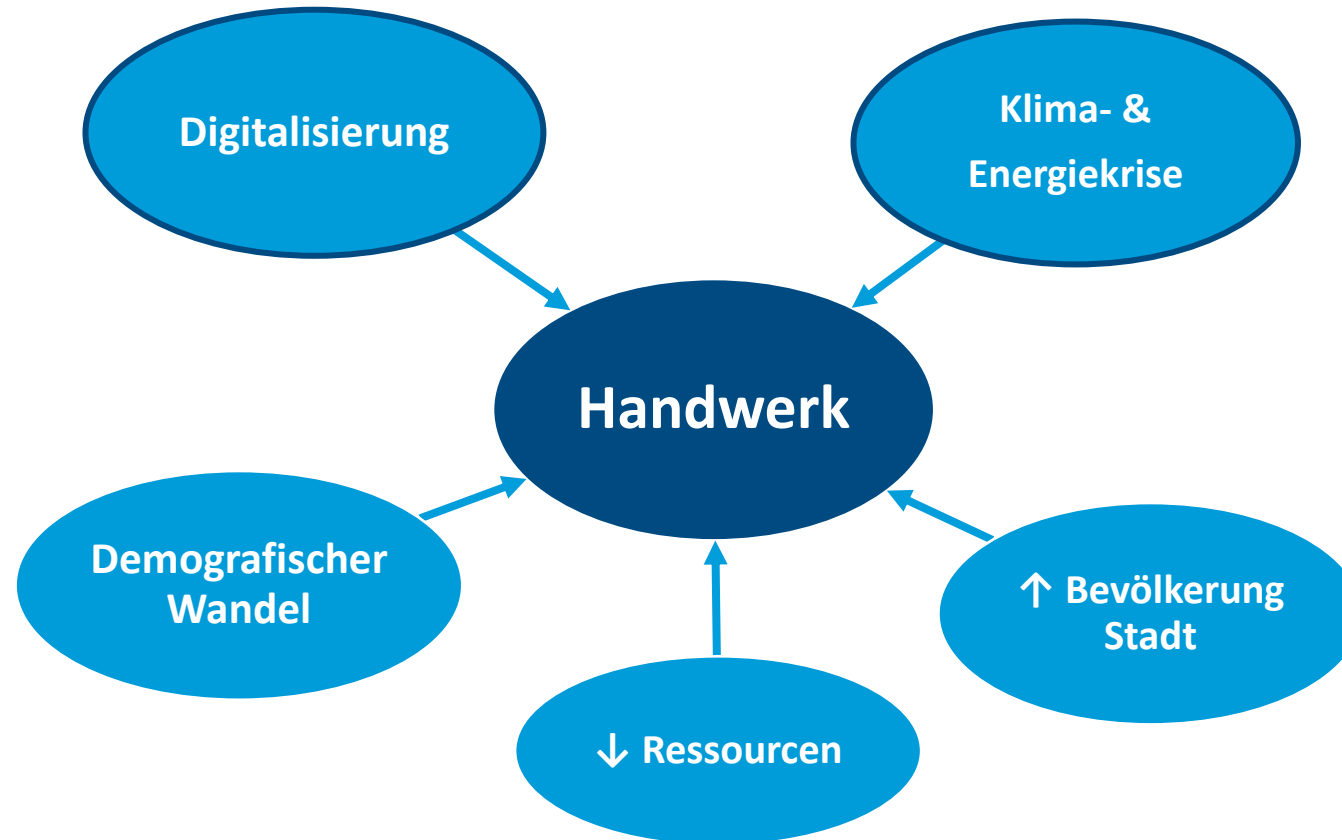 Digitalisierung
Klima- &
Energiekrise
Handwerk
Demografischer
Wandel
↑ Bevölkerung
Stadt
↓ Ressourcen